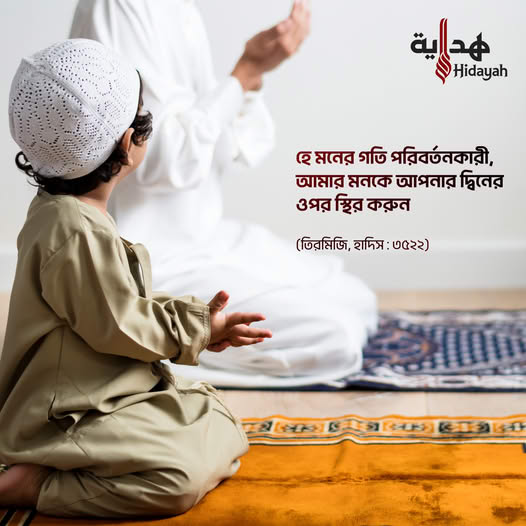 هداية
Hidayah
হে মনের গতি পরিবর্তনকারী,
আমার মনকে আপনার দ্বিনের
ওপর স্থির করুন
(তিরমিজি, হাদিস : ৩৫২২)